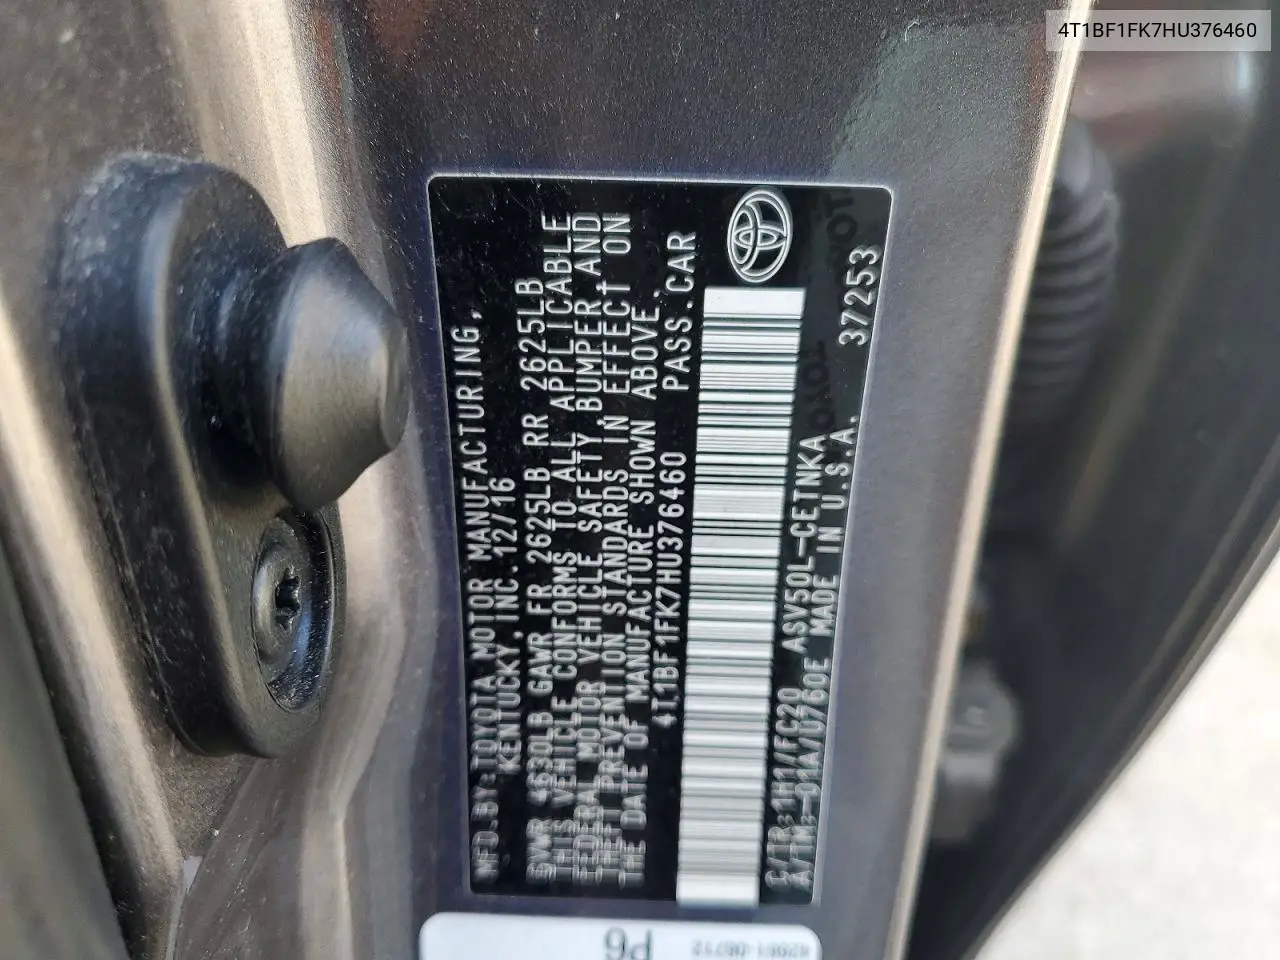 4T1BF1FK7HU376460
MFD.BY:TOYOTA MOTOR MANUFACTURING,
KENTUCKY, INC. 12/16
GVWR 4630LB GAWR FR 2625LB RR 2625LB
THIS VEHICLE CONFORMS TO ALL APPLICABLE
FEDERAL MOTOR VEHICLE SAFETY,BUMPER,AND
THEFT PREVENTION STANDARDS IN EFFECT ON
THE DATE OF MANUFACTURE SHOWN ABOVE.
4T1BF1FK7HU376460 PASS.CAR
C/TR:1H1/FC20 ASV50L-CETNKA
A/TM:-01A/U760E MADE IN U.S.A. 37253
P6